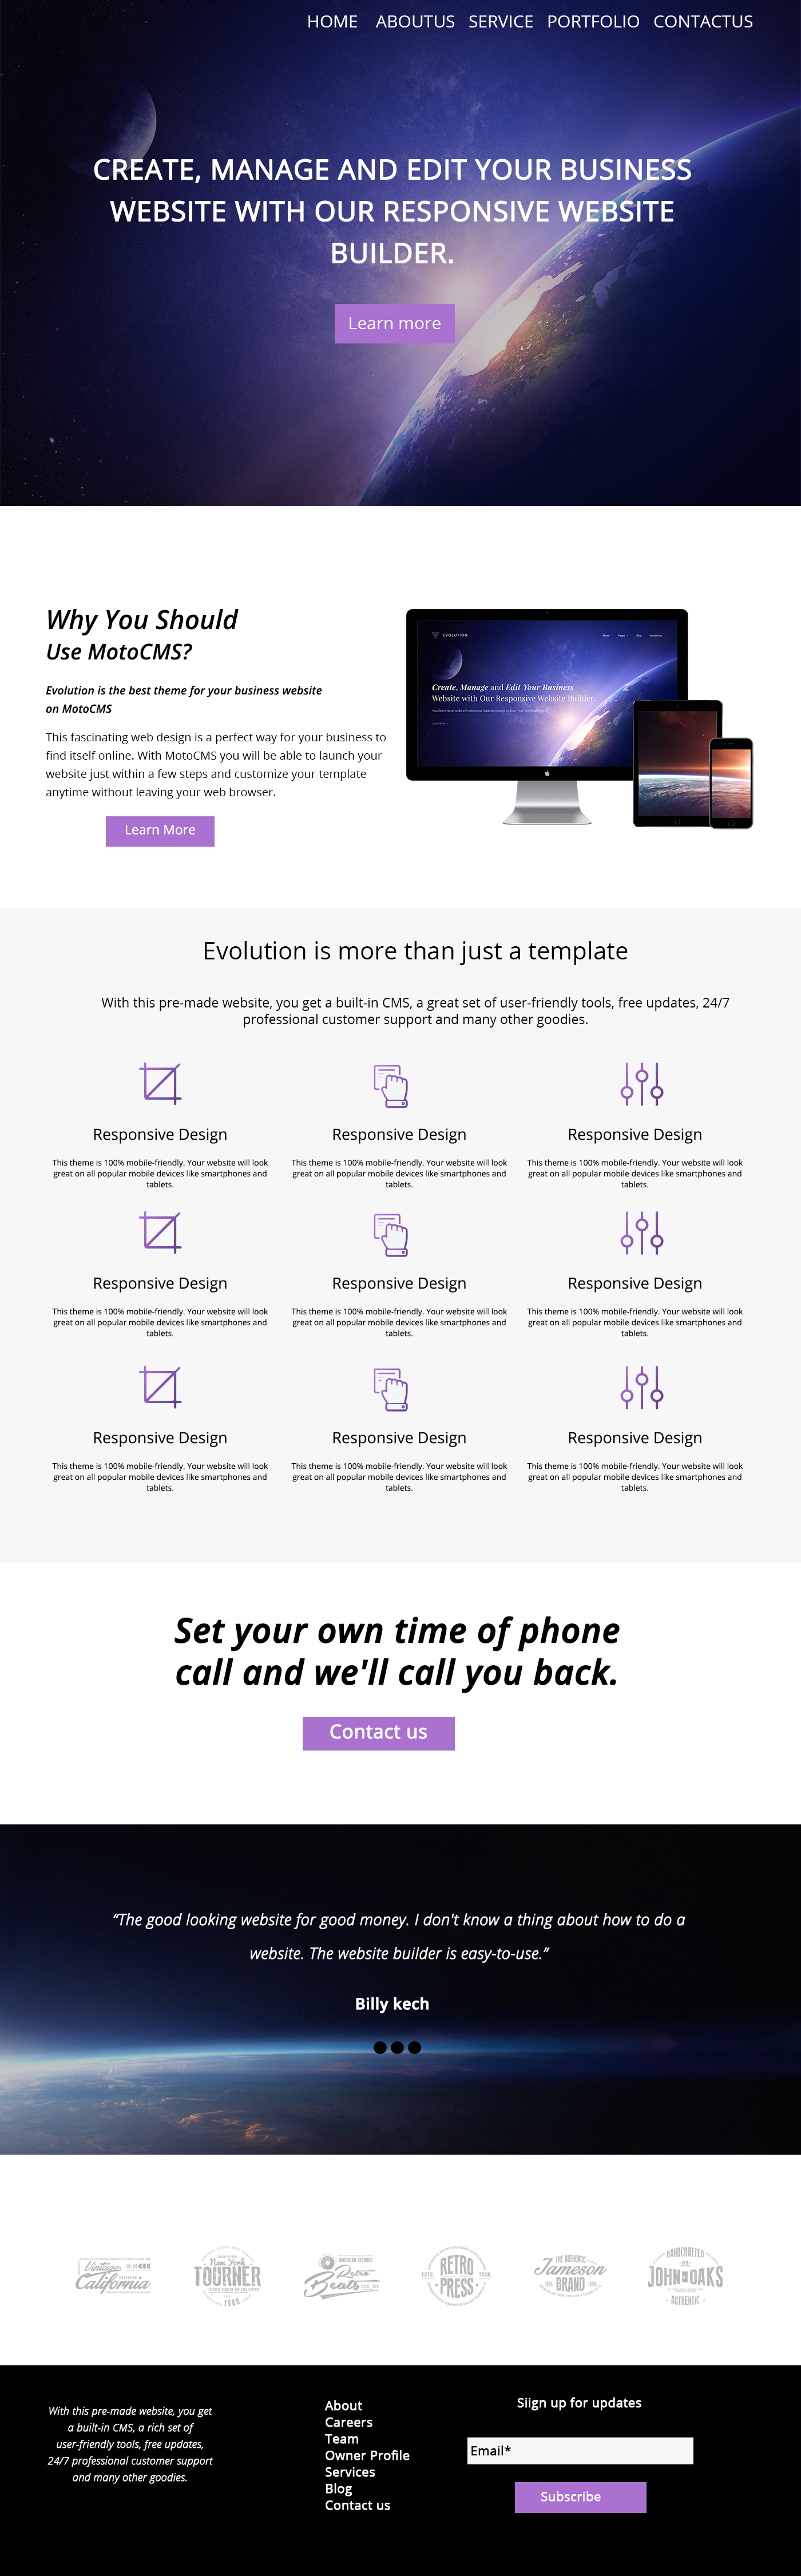 HOME ABOUTUS SERVICE PORTFOLIO CONTACTUS
CREATE, MANAGE AND EDIT YOUR BUSINESS
WEBSITE WITH OUR RESPONSIVE WEBSITE
BUILDER.
Learn more
Why You Should
Use MotoCMS?
Evolution is the best theme for your business website
on MotoCMS
This fascinating web design is a perfect way for your business to
find itself online. With MotoCMS you will be able to launch your
website just within a few steps and customize your template
anytime without leaving your web browser.
Learn More
EVOLUTION
Create, Manage and Edit Your Business
Website with Our Responsive Website Builder.
Evolution is more than just a template
With this pre-made website, you get a built-in CMS, a great set of user-friendly tools, free updates, 24/7
professional customer support and many other goodies.
Responsive Design Responsive Design Responsive Design
This theme is 100% mobile-friendly. Your website will look This theme is 100% mobile-friendly. Your website will look This theme is 100% mobile-friendly. Your website will look
great on all popular mobile devices like smartphones and great on all popular mobile devices like smartphones and great on all popular mobile devices like smartphones and
tablets. tablets. tablets.
Responsive Design Responsive Design Responsive Design
This theme is 100% mobile-friendly. Your website will look This theme is 100% mobile-friendly. Your website will look This theme is 100% mobile-friendly. Your website will look
great on all popular mobile devices like smartphones and great on all popular mobile devices like smartphones and great on all popular mobile devices like smartphones and
tablets. tablets. tablets.
Responsive Design Responsive Design Responsive Design
This theme is 100% mobile-friendly. Your website will look This theme is 100% mobile-friendly. Your website will look This theme is 100% mobile-friendly. Your website will look
great on all popular mobile devices like smartphones and great on all popular mobile devices like smartphones and great on all popular mobile devices like smartphones and
tablets. tablets. tablets.
Set your own time of phone
call and we'll call you back.
Contact us
“The good looking website for good money. I don't know a thing about how to do a
website. The website builder is easy-to-use.”
Billy kech
Vintage
California
New York
TOURNER
1986
Retro
Beats
RETRO
PRESS
THE AUTHENTIC
Jameson
BRAND
HANDCRAFTED
JOHN OAKS
AUTHENTIC
With this pre-made website, you get
a built-in CMS, a rich set of
user-friendly tools, free updates,
24/7 professional customer support
and many other goodies.
About
Careers
Team
Owner Profile
Services
Blog
Contact us
Siign up for updates
Email*
Subscribe